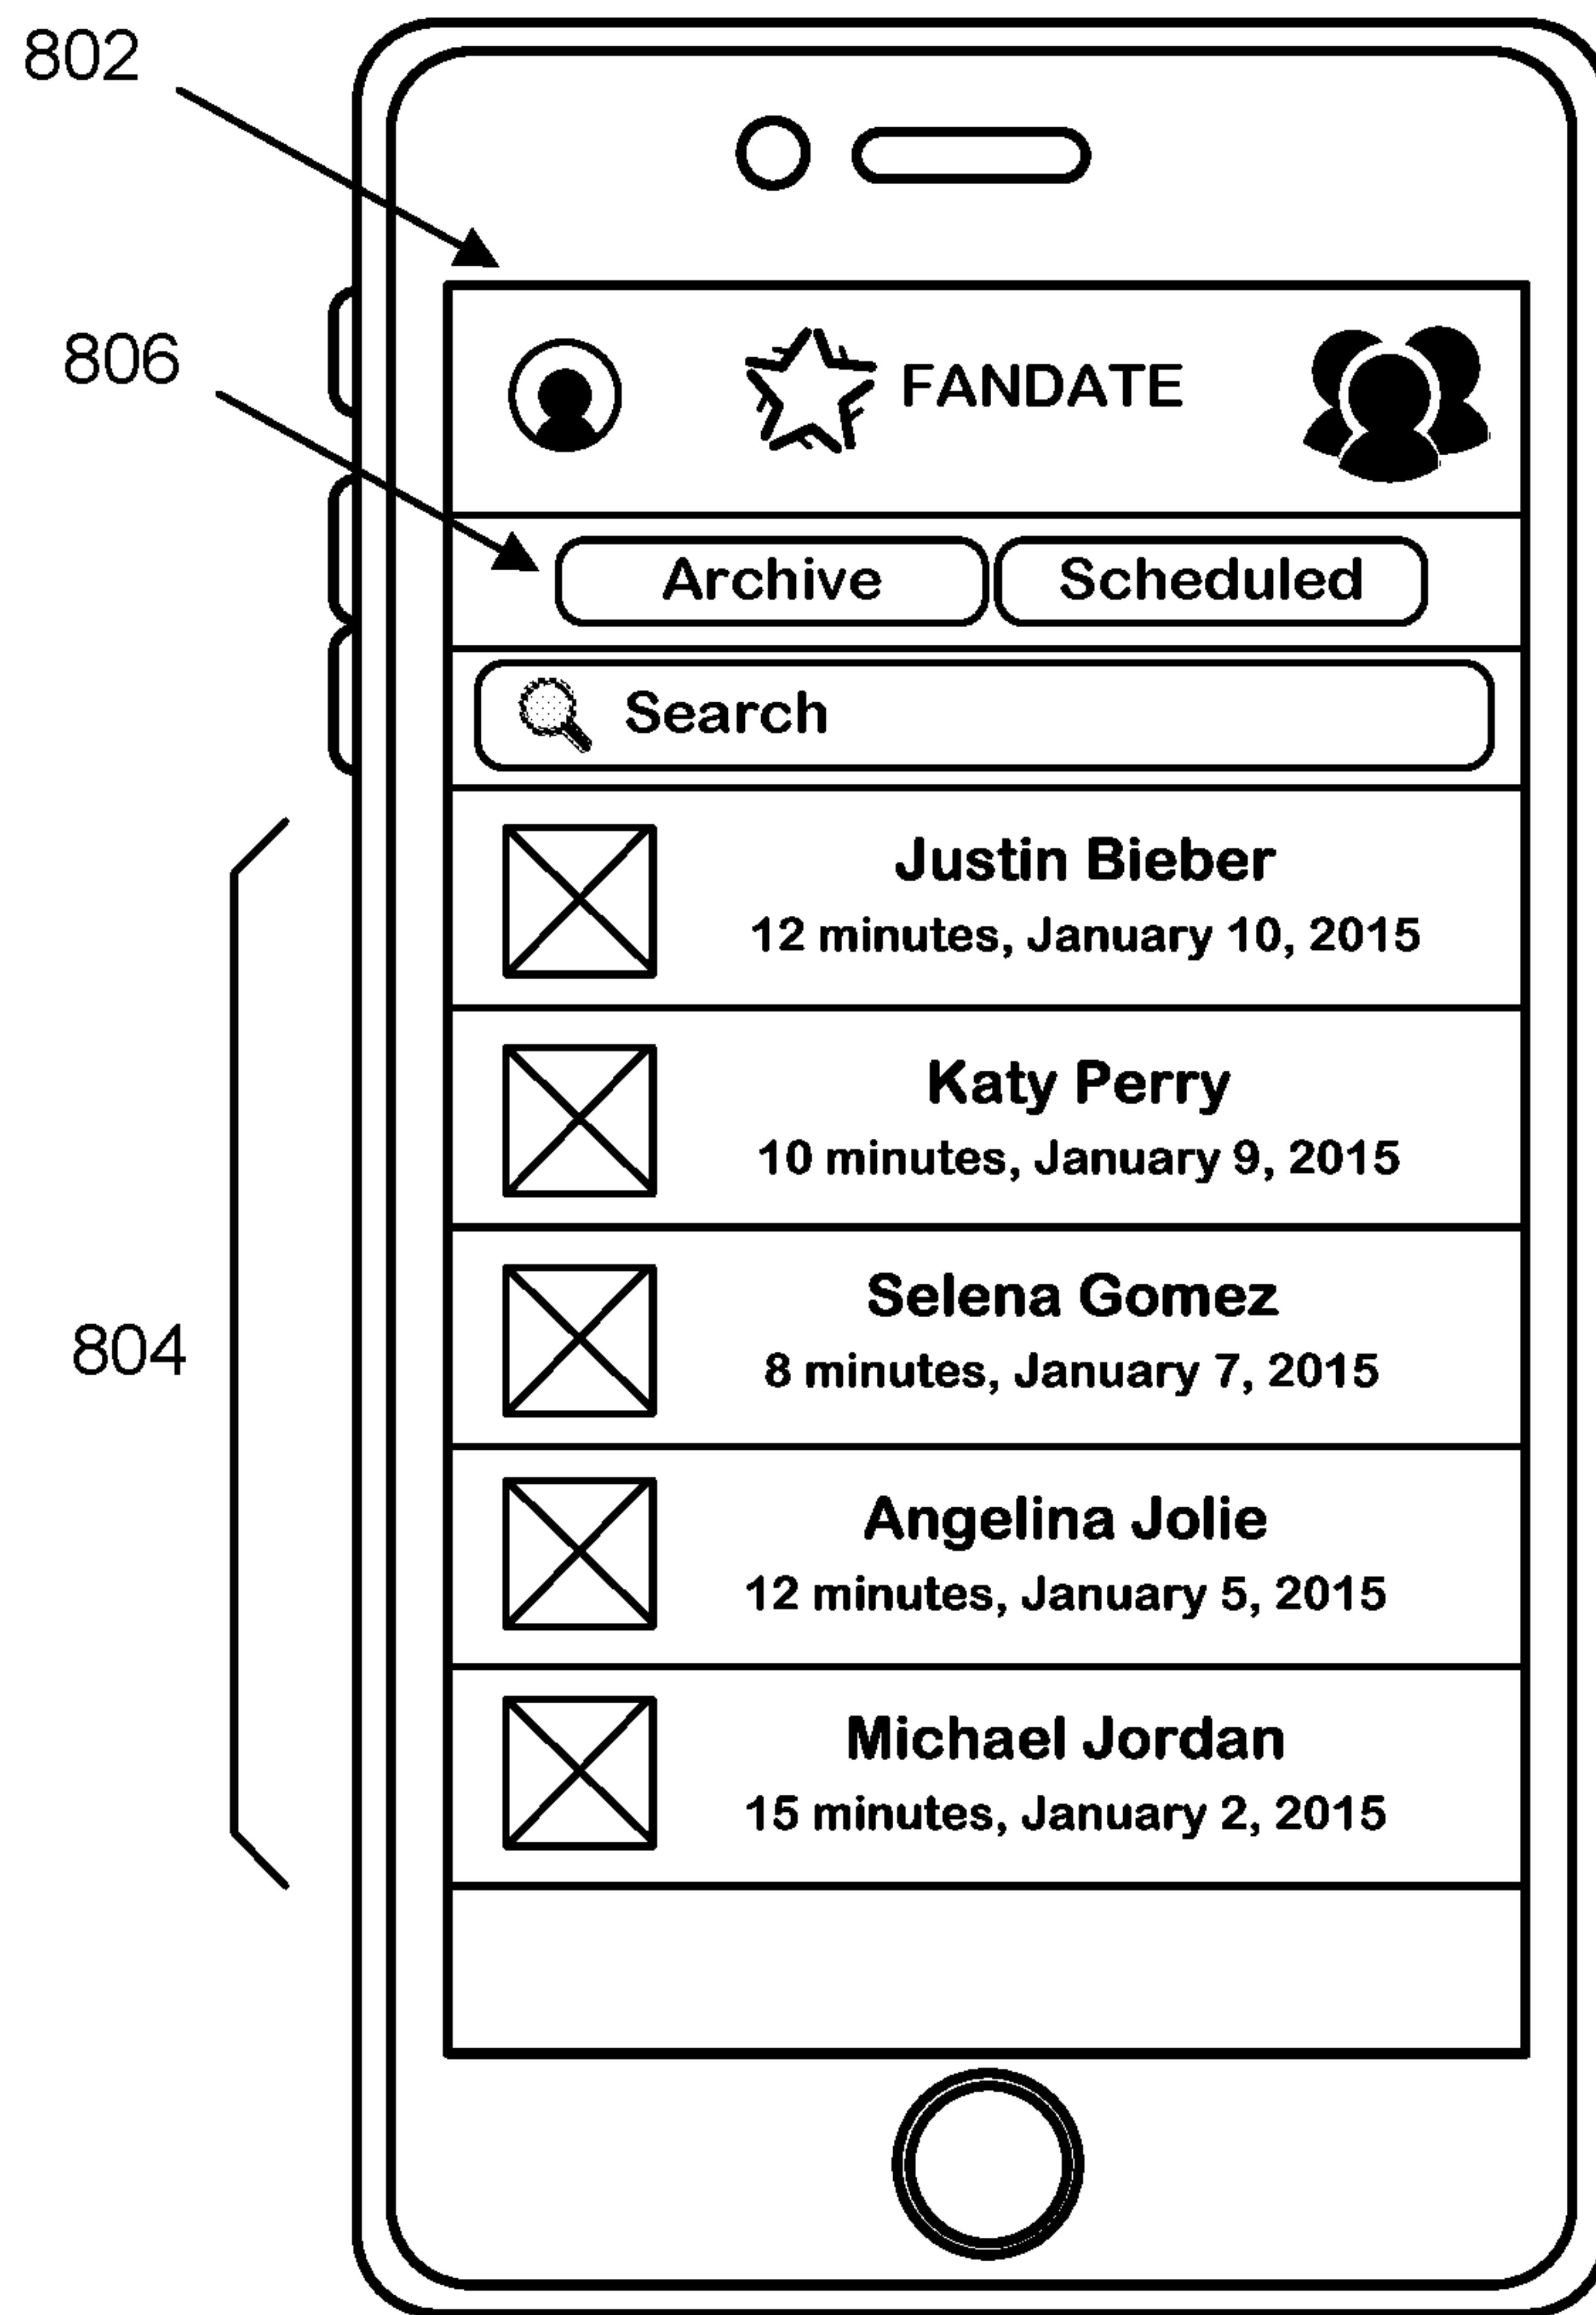 802
FANDATE
806
Archive Scheduled
Search
Justin Bieber
12 minutes, January 10, 2015
Katy Perry
10 minutes, January 9, 2015
Selena Gomez
8 minutes, January 7, 2015
804
Angelina Jolie
12 minutes, January 5, 2015
Michael Jordan
15 minutes, January 2, 2015